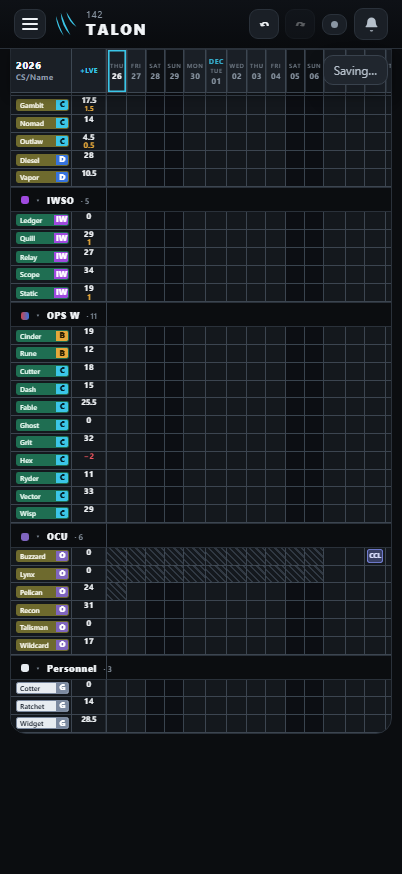 142
TALON
2026
CS/Name
+LVE
THU 26
FRI 27
SAT 28
SUN 29
MON 30
DEC TUE 01
WED 02
THU 03
FRI 04
SAT 05
SUN 06
Saving...
Gambit C 17.5 1.5
Nomad C 14
Outlaw C 4.5 0.5
Diesel D 28
Vapor D 10.5
· IWSO · 5
Ledger IW 0
Quill IW 29 1
Relay IW 27
Scope IW 34
Static IW 19 1
· OPS W · 11
Cinder B 19
Rune B 12
Cutter C 18
Dash C 15
Fable C 25.5
Ghost C 0
Grit C 32
Hex C -2
Ryder C 11
Vector C 33
Wisp C 29
· OCU · 6
Buzzard O 0 CCL
Lynx O 0
Pelican O 24
Recon O 31
Talisman O 0
Wildcard O 17
· Personnel · 3
Cotter G 0
Ratchet G 14
Widget G 28.5